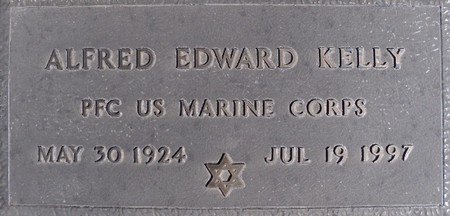 ALFRED EDWARD KELLY
PFC US MARINE CORPS
MAY 30 1924 JUL 19 1997